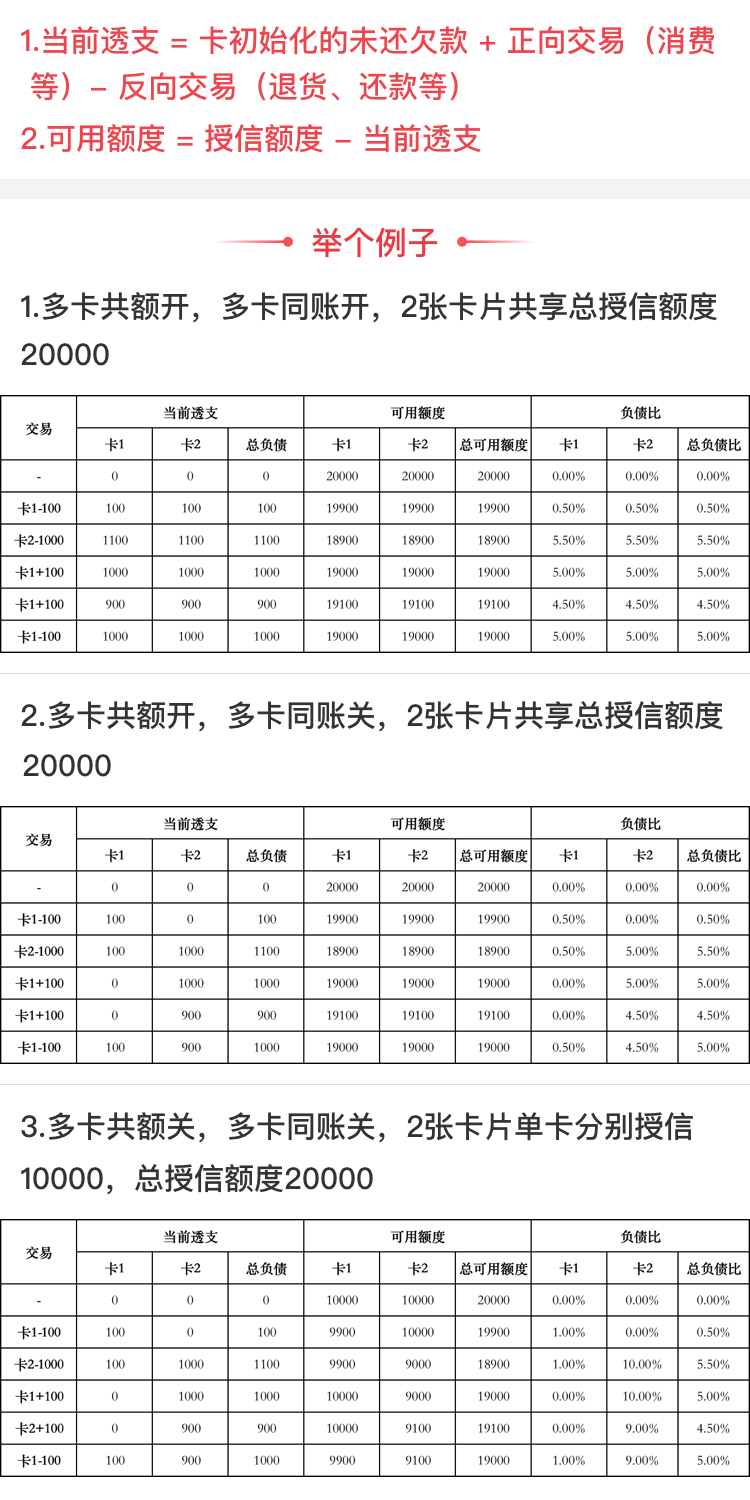 1.当前透支 = 卡初始化的未还欠款 + 正向交易（消费
等）– 反向交易（退货、还款等）
2.可用额度 = 授信额度 – 当前透支
举个例子
1.多卡共额开，多卡同账开，2张卡片共享总授信额度
20000
交易 当前透支 可用额度 负债比
卡1 卡2 总负债 卡1 卡2 总可用额度 卡1 卡2 总负债比
- 0 0 0 20000 20000 20000 0.00% 0.00% 0.00%
卡1-100 100 100 100 19900 19900 19900 0.50% 0.50% 0.50%
卡2-1000 1100 1100 1100 18900 18900 18900 5.50% 5.50% 5.50%
卡1+100 1000 1000 1000 19000 19000 19000 5.00% 5.00% 5.00%
卡1+100 900 900 900 19100 19100 19100 4.50% 4.50% 4.50%
卡1-100 1000 1000 1000 19000 19000 19000 5.00% 5.00% 5.00%
2.多卡共额开，多卡同账关，2张卡片共享总授信额度
20000
交易 当前透支 可用额度 负债比
卡1 卡2 总负债 卡1 卡2 总可用额度 卡1 卡2 总负债比
- 0 0 0 20000 20000 20000 0.00% 0.00% 0.00%
卡1-100 100 0 100 19900 19900 19900 0.50% 0.00% 0.50%
卡2-1000 100 1000 1100 18900 18900 18900 0.50% 5.00% 5.50%
卡1+100 0 1000 1000 19000 19000 19000 0.00% 5.00% 5.00%
卡1+100 0 900 900 19100 19100 19100 0.00% 4.50% 4.50%
卡1-100 100 900 1000 19000 19000 19000 0.50% 4.50% 5.00%
3.多卡共额关，多卡同账关，2张卡片单卡分别授信
10000，总授信额度20000
交易 当前透支 可用额度 负债比
卡1 卡2 总负债 卡1 卡2 总可用额度 卡1 卡2 总负债比
- 0 0 0 10000 10000 20000 0.00% 0.00% 0.00%
卡1-100 100 0 100 9900 10000 19900 1.00% 0.00% 0.50%
卡2-1000 100 1000 1100 9900 9000 18900 1.00% 10.00% 5.50%
卡1+100 0 1000 1000 10000 9000 19000 0.00% 10.00% 5.00%
卡2+100 0 900 900 10000 9100 19100 0.00% 9.00% 4.50%
卡1-100 100 900 1000 9900 9100 19000 1.00% 9.00% 5.00%